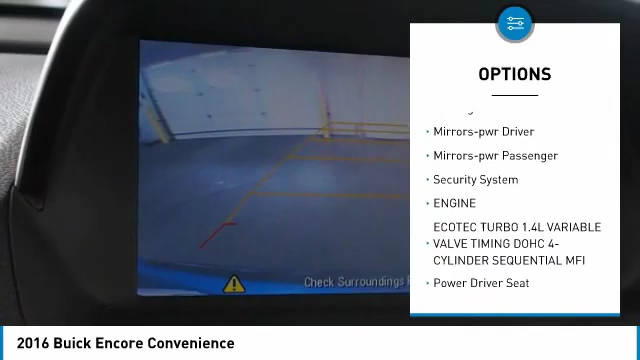 OPTIONS
Mirrors-pwr Driver
Mirrors-pwr Passenger
Security System
ENGINE
ECOTEC TURBO 1.4L VARIABLE
VALVE TIMING DOHC 4-
CYLINDER SEQUENTIAL MFI
Power Driver Seat
Check Surroundings
2016 Buick Encore Convenience